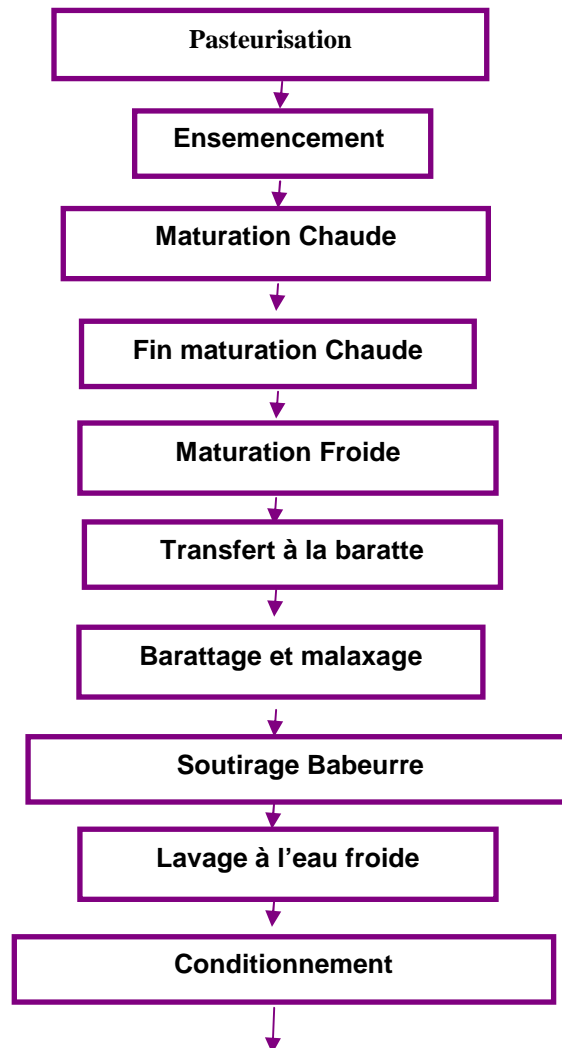 Pasteurisation
Ensemencement
Maturation Chaude
Fin maturation Chaude
Maturation Froide
Transfert à la baratte
Barattage et malaxage
Soutirage Babeurre
Lavage à l’eau froide
Conditionnement